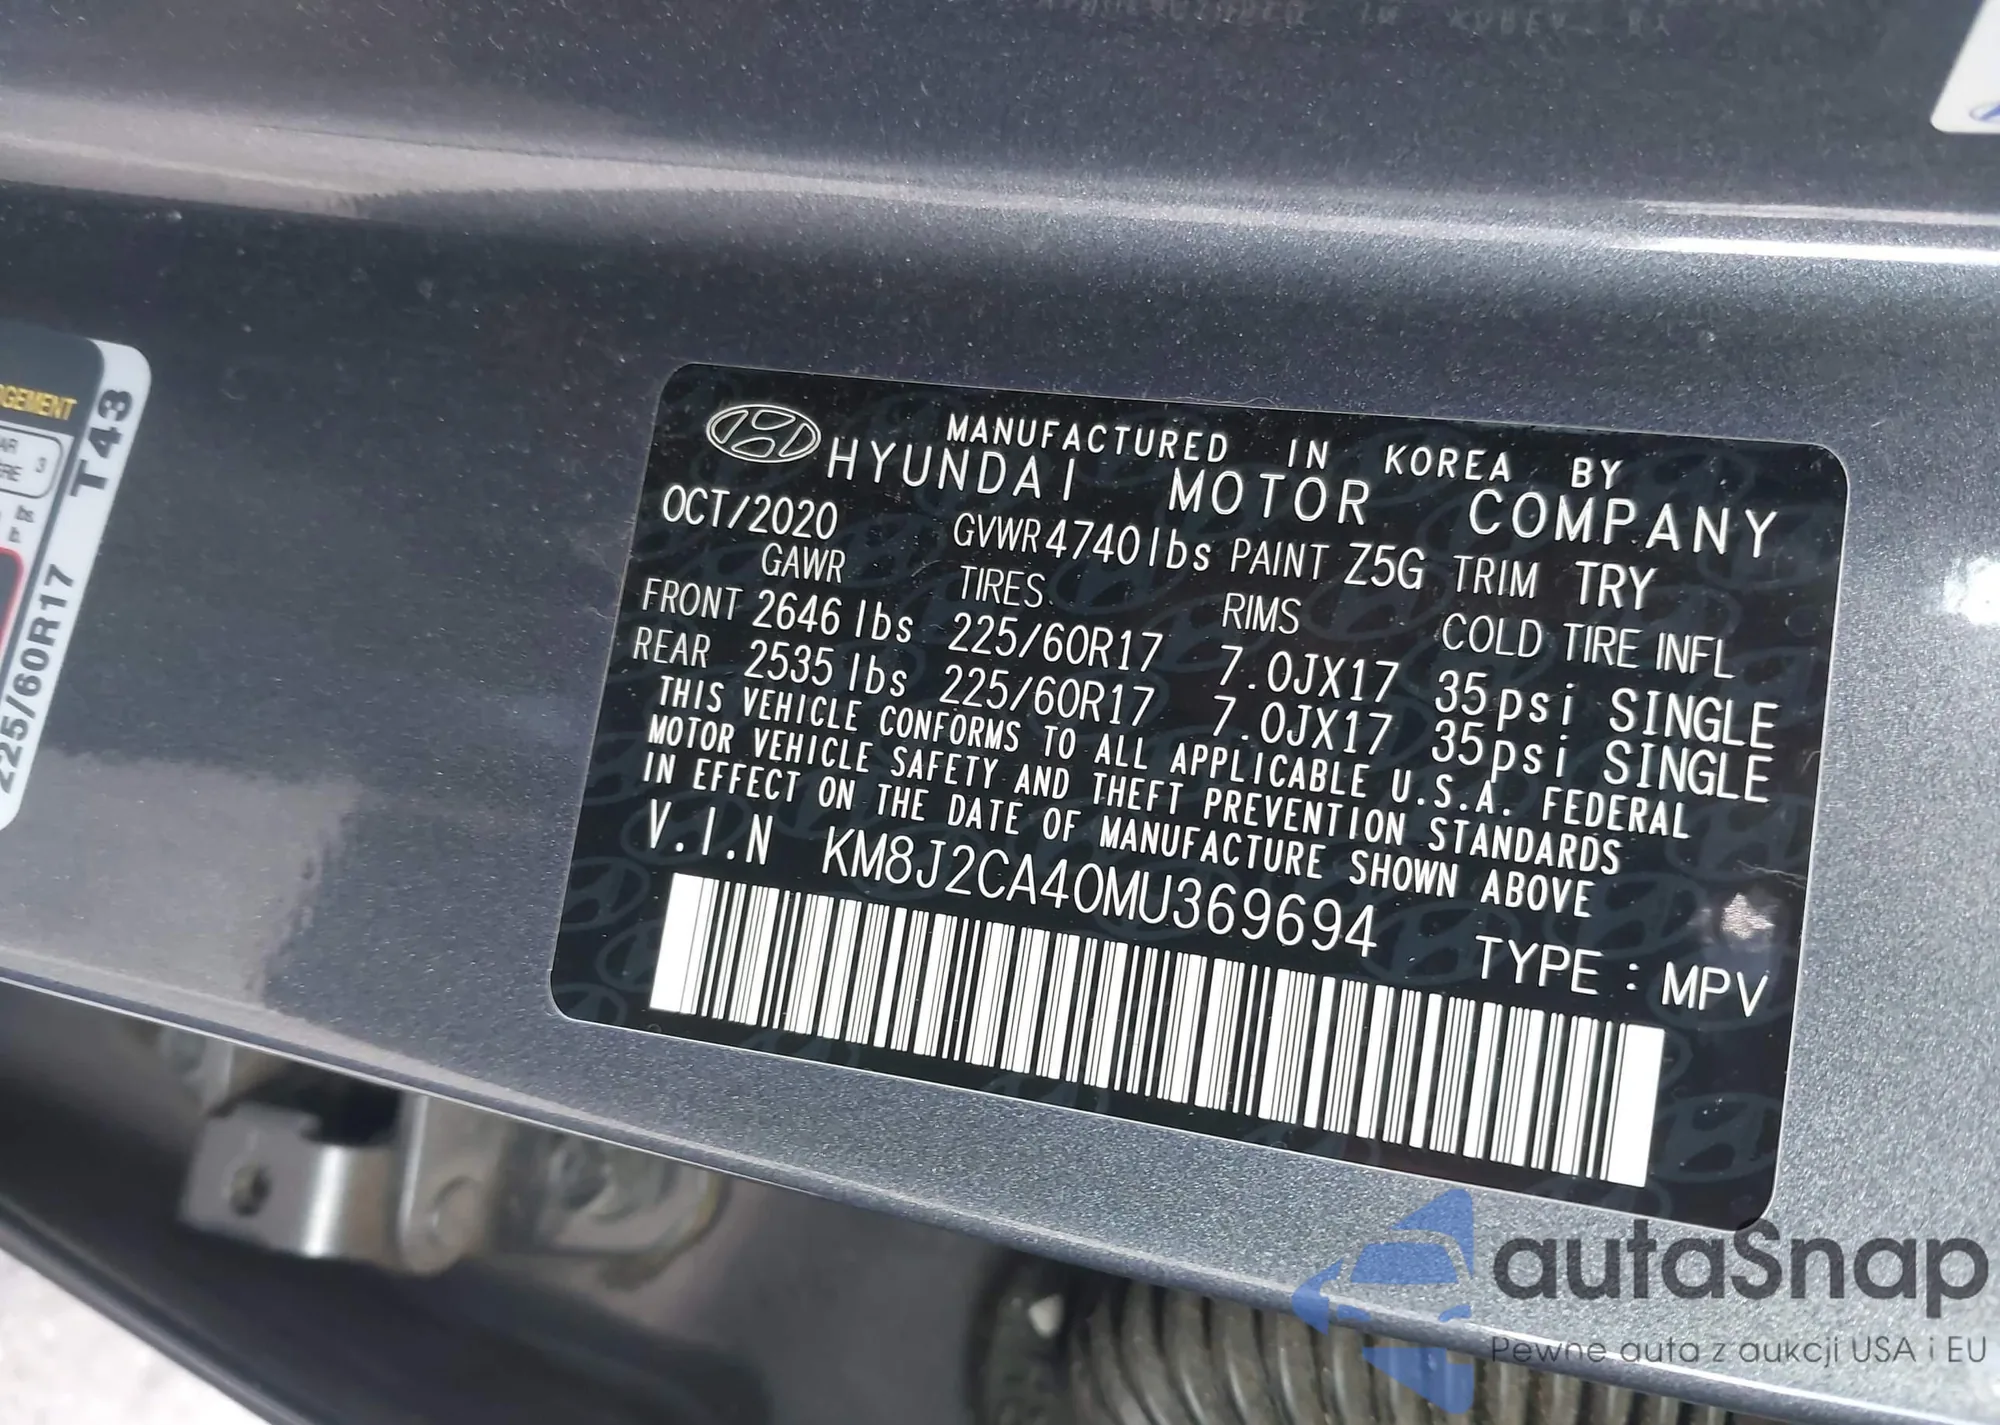 MANUFACTURED IN KOREA BY
HYUNDAI MOTOR COMPANY
OCT/2020 GVWR 4740 lbs PAINT Z5G TRIM TRY
GAWR TIRES RIMS COLD TIRE INFL
FRONT 2646 lbs 225/60R17 7.0JX17 35psi SINGLE
REAR 2535 lbs 225/60R17 7.0JX17 35psi SINGLE
THIS VEHICLE CONFORMS TO ALL APPLICABLE U.S.A. FEDERAL
MOTOR VEHICLE SAFETY AND THEFT PREVENTION STANDARDS
IN EFFECT ON THE DATE OF MANUFACTURE SHOWN ABOVE
V.I.N KM8J2CA40MU369694
TYPE : MPV
T43
225/60R17
3
lbs
autaSnap
Pewne auta z aukcji USA i EU